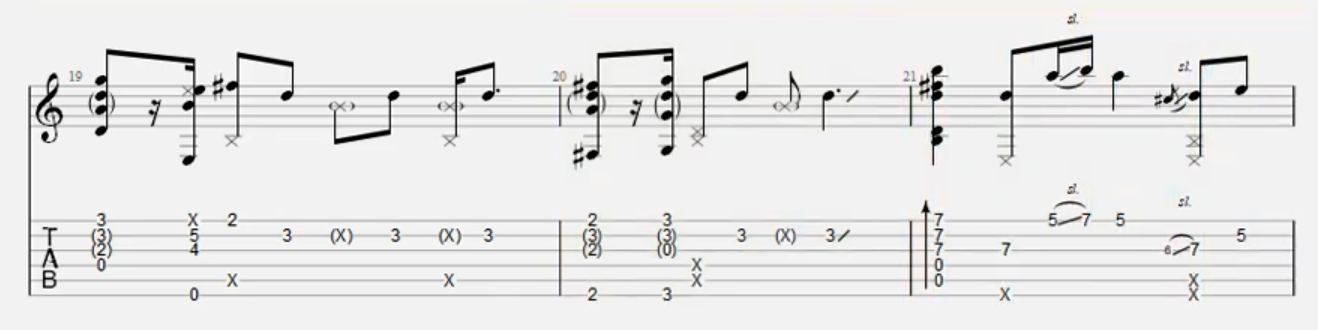 sl.
19 20 21 sl.
sl. sl.
3 X 2 2 3 7 5 7 5
T (3) 5 3 (X) 3 (X) 3 (3) (3) 3 (X) 3 7 5
(2) 4 (2) (0) 7 7 6 7
A 0 X 0
B X X X 0 X
0 2 3 X X